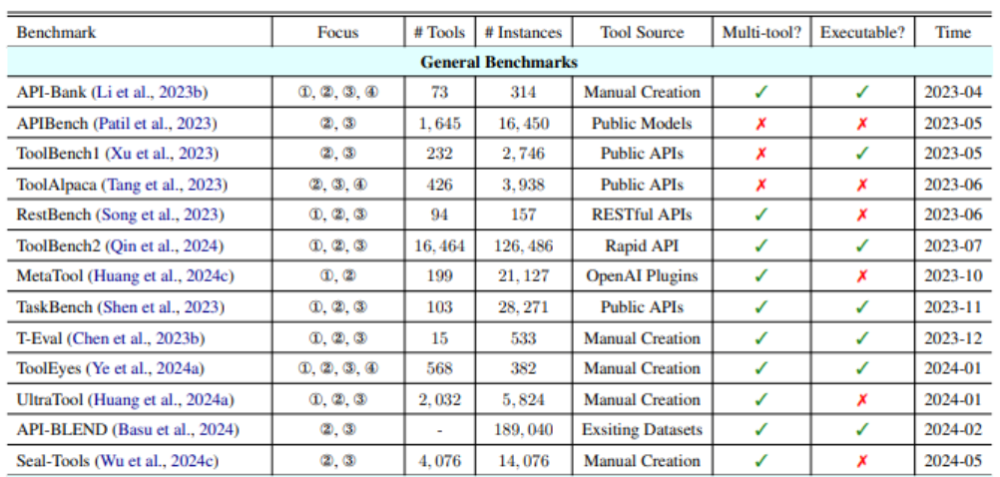 Benchmark Focus # Tools # Instances Tool Source Multi-tool? Executable? Time
General Benchmarks
API-Bank (Li et al., 2023b) ①, ②, ③, ④ 73 314 Manual Creation ✓ ✓ 2023-04
APIBench (Patil et al., 2023) ②, ③ 1,645 16,450 Public Models ✗ ✗ 2023-05
ToolBench1 (Xu et al., 2023) ②, ③ 232 2,746 Public APIs ✗ ✓ 2023-05
ToolAlpaca (Tang et al., 2023) ②, ③, ④ 426 3,938 Public APIs ✗ ✗ 2023-06
RestBench (Song et al., 2023) ①, ②, ③ 94 157 RESTful APIs ✓ ✗ 2023-06
ToolBench2 (Qin et al., 2024) ①, ②, ③ 16,464 126,486 Rapid API ✓ ✓ 2023-07
MetaTool (Huang et al., 2024c) ①, ② 199 21,127 OpenAI Plugins ✓ ✗ 2023-10
TaskBench (Shen et al., 2023) ①, ②, ③ 103 28,271 Public APIs ✓ ✓ 2023-11
T-Eval (Chen et al., 2023b) ①, ②, ③ 15 533 Manual Creation ✓ ✓ 2023-12
ToolEyes (Ye et al., 2024a) ①, ②, ③, ④ 568 382 Manual Creation ✓ ✓ 2024-01
UltraTool (Huang et al., 2024a) ①, ②, ③ 2,032 5,824 Manual Creation ✓ ✗ 2024-01
API-BLEND (Basu et al., 2024) ②, ③ - 189,040 Exsiting Datasets ✓ ✓ 2024-02
Seal-Tools (Wu et al., 2024c) ②, ③ 4,076 14,076 Manual Creation ✓ ✗ 2024-05